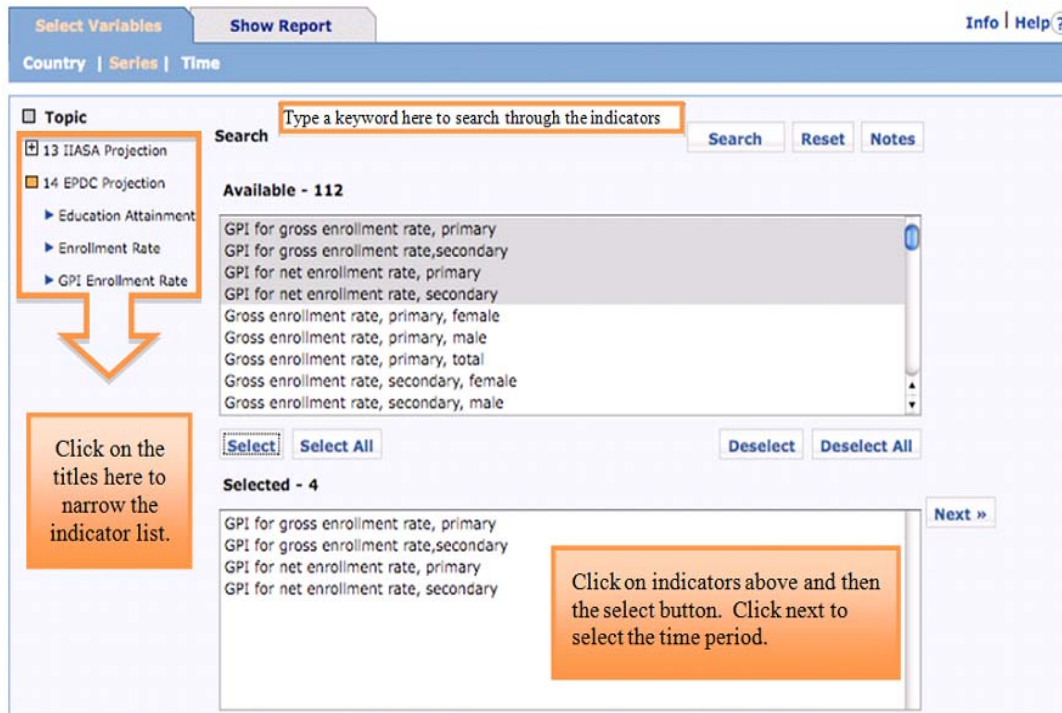 Select Variables
Show Report
Info | Help ?
Country | Series | Time
Topic
13 IIASA Projection
14 EPDC Projection
Education Attainment
Enrollment Rate
GPI Enrollment Rate
Click on the
titles here to
narrow the
indicator list.
Search
Type a keyword here to search through the indicators
Search Reset Notes
Available - 112
GPI for gross enrollment rate, primary
GPI for gross enrollment rate,secondary
GPI for net enrollment rate, primary
GPI for net enrollment rate, secondary
Gross enrollment rate, primary, female
Gross enrollment rate, primary, male
Gross enrollment rate, primary, total
Gross enrollment rate, secondary, female
Gross enrollment rate, secondary, male
Select Select All Deselect Deselect All
Selected - 4
GPI for gross enrollment rate, primary
GPI for gross enrollment rate,secondary
GPI for net enrollment rate, primary
GPI for net enrollment rate, secondary
Next »
Click on indicators above and then
the select button. Click next to
select the time period.